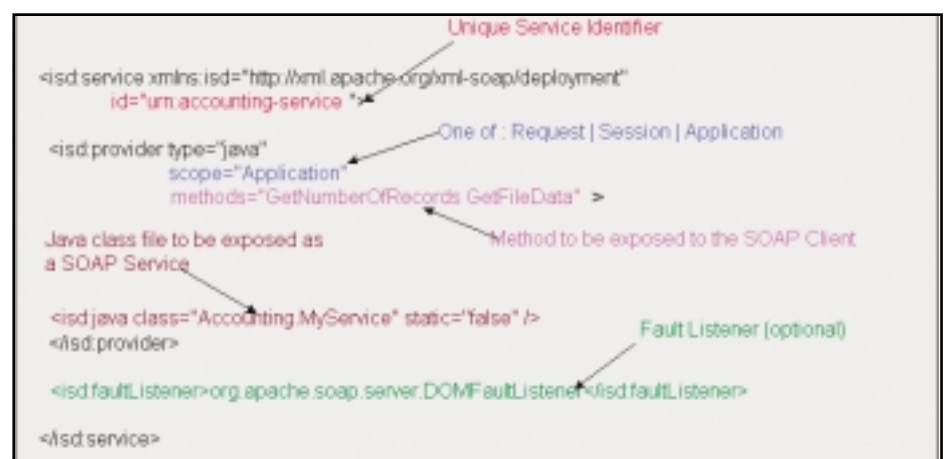 Unique Service Identifier
<isd:service xmlns:isd="http://xml.apache-org/xml-soap/deployment"
id="urn:accounting-service ">
One of : Request | Session | Application
<isd:provider type="java"
scope="Application"
methods="GetNumberOfRecords GetFileData" >
Java class file to be exposed as
a SOAP Service
Method to be exposed to the SOAP Client
<isd:java class="Accounting.MyService" static="false" />
</isd:provider>
Fault Listener (optional)
<isd:faultListener>org.apache.soap.server.DOMFaultListener</isd:faultListener>
</isd:service>